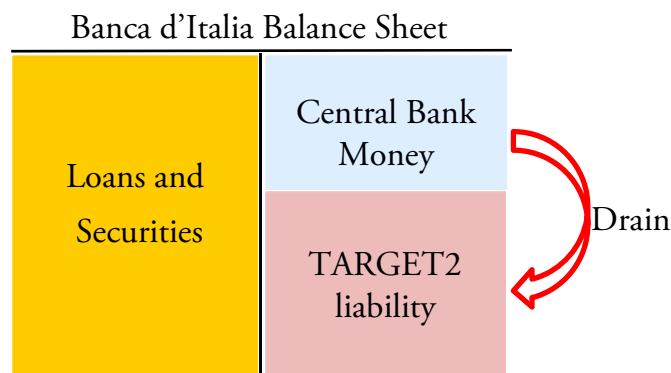 Banca d’Italia Balance Sheet
Loans and
Securities
Central Bank
Money
TARGET2
liability
Drain